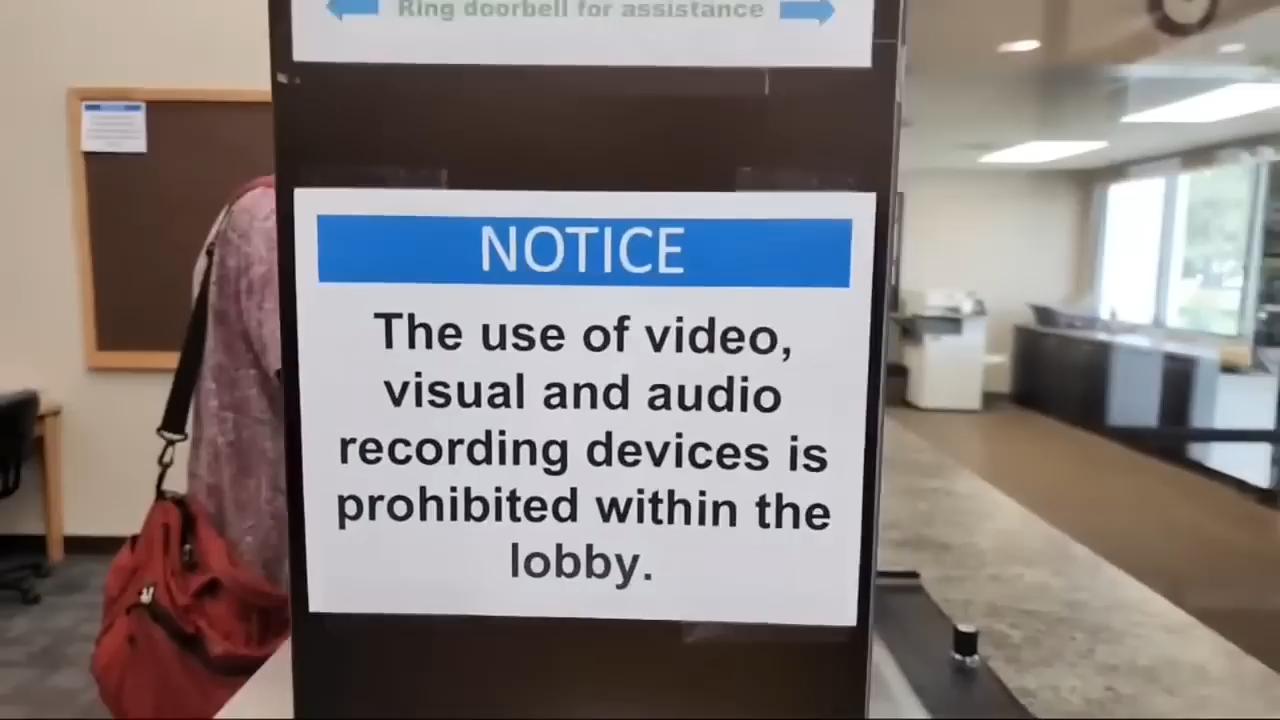 Ring doorbell for assistance
NOTICE
The use of video,
visual and audio
recording devices is
prohibited within the
lobby.